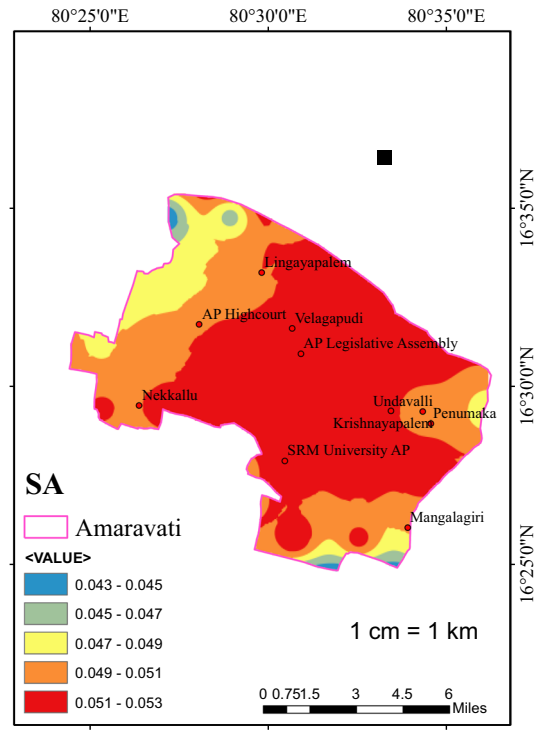 80°25'0"E 80°30'0"E 80°35'0"E
16°35'0"N
Lingayapalem
AP Highcourt
Velagapudi
AP Legislative Assembly
16°30'0"N
Nekkallu
Undavalli
Penumaka
Krishnayapalem
SRM University AP
SA
Mangalagiri
Amaravati
<VALUE>
16°25'0"N
0.043 - 0.045
0.045 - 0.047
0.047 - 0.049
0.049 - 0.051
0.051 - 0.053
1 cm = 1 km
0 0.75 1.5 3 4.5 6
Miles